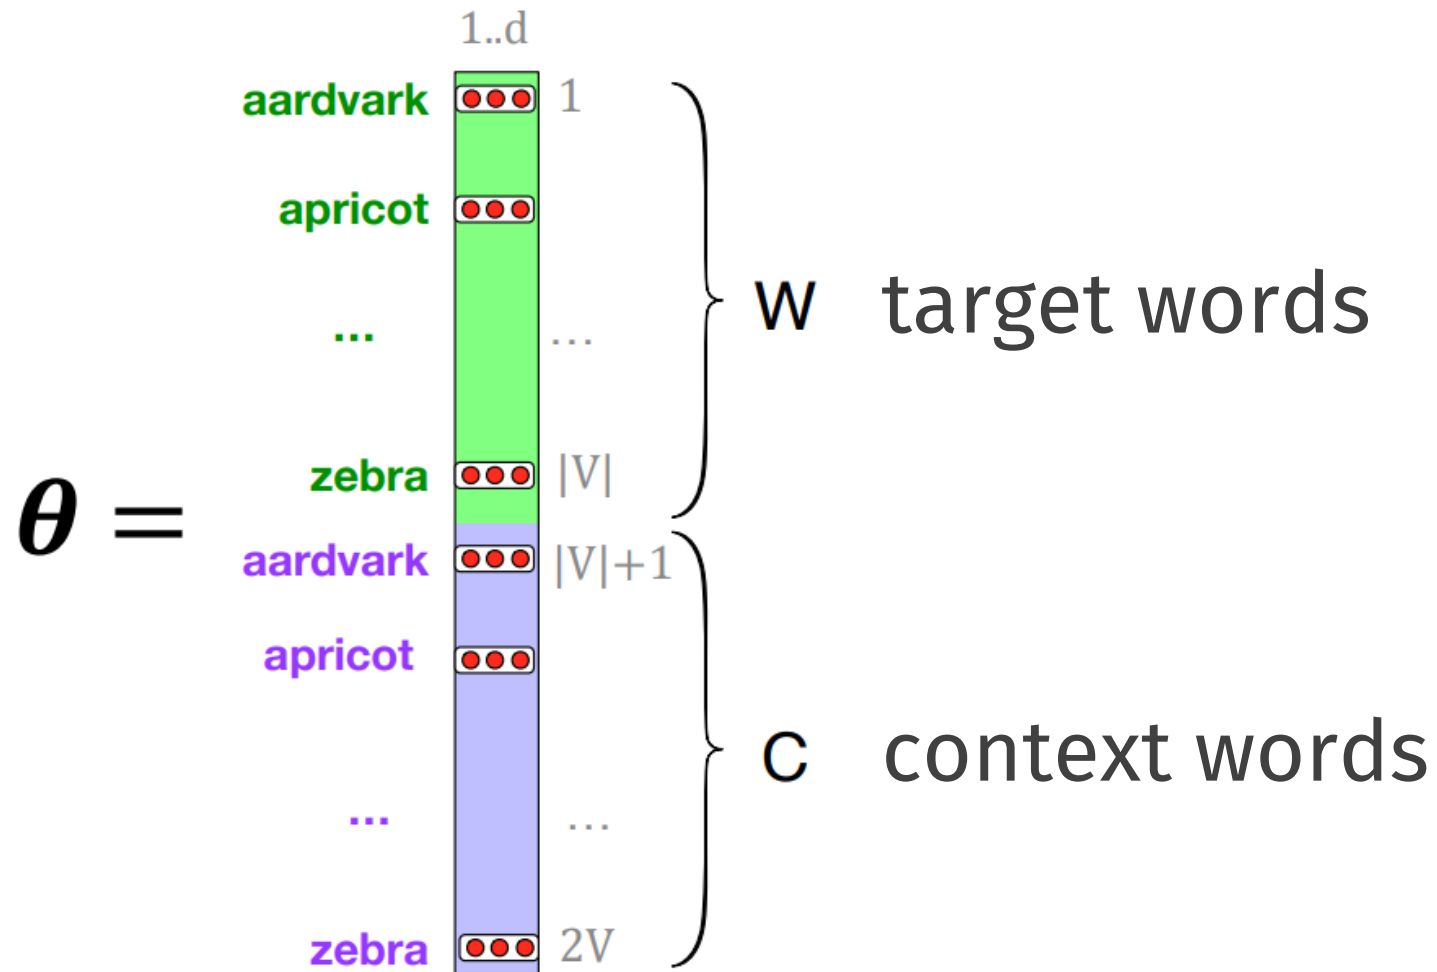 1..d
aardvark 1
apricot
... ...
W target words
zebra |V|
θ =
aardvark |V|+1
apricot
C context words
... ...
zebra 2V